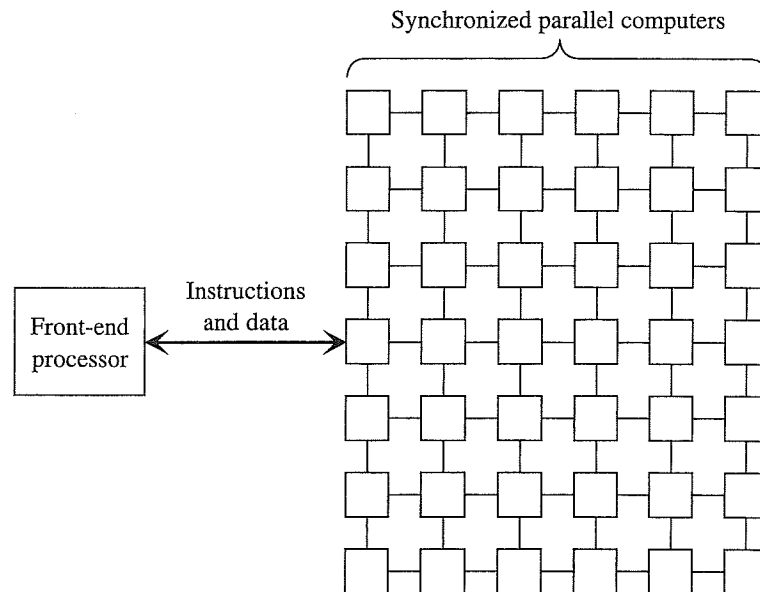 Synchronized parallel computers
Instructions
and data
Front-end
processor